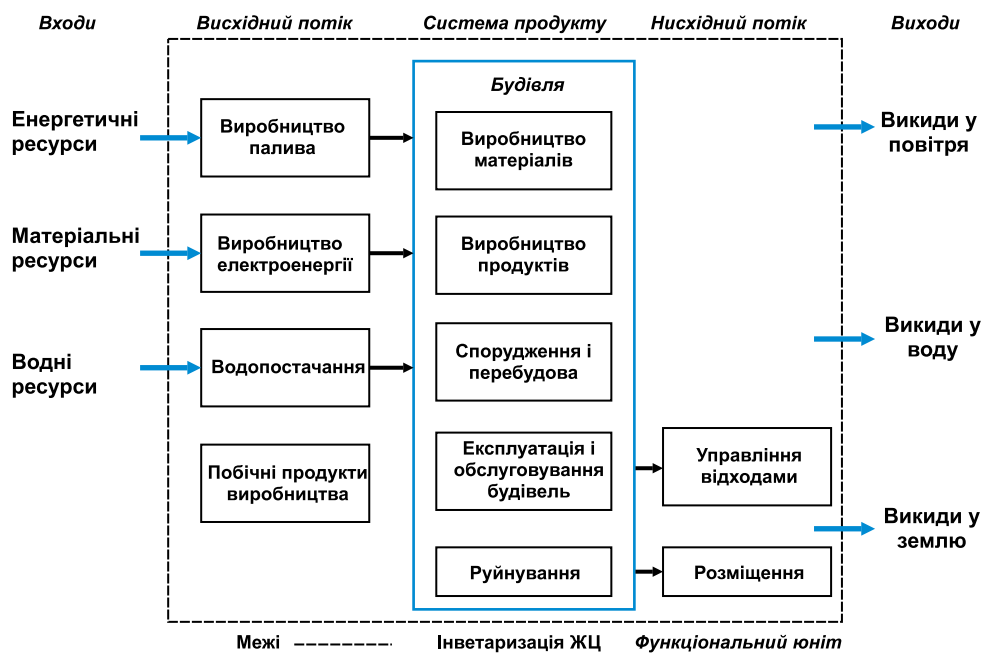 Входи
Висхідний потік
Система продукту
Нисхідний потік
Виходи
Будівля
Енергетичні
ресурси
Матеріальні
ресурси
Водні
ресурси
Виробництво
палива
Виробництво
електроенергії
Водопостачання
Побічні продукти
виробництва
Виробництво
матеріалів
Виробництво
продуктів
Спорудження і
перебудова
Експлуатація і
обслуговування
будівель
Руйнування
Управління
відходами
Розміщення
Викиди у
повітря
Викиди у
воду
Викиди у
землю
Межі
Інветаризація ЖЦ
Функціональний юніт